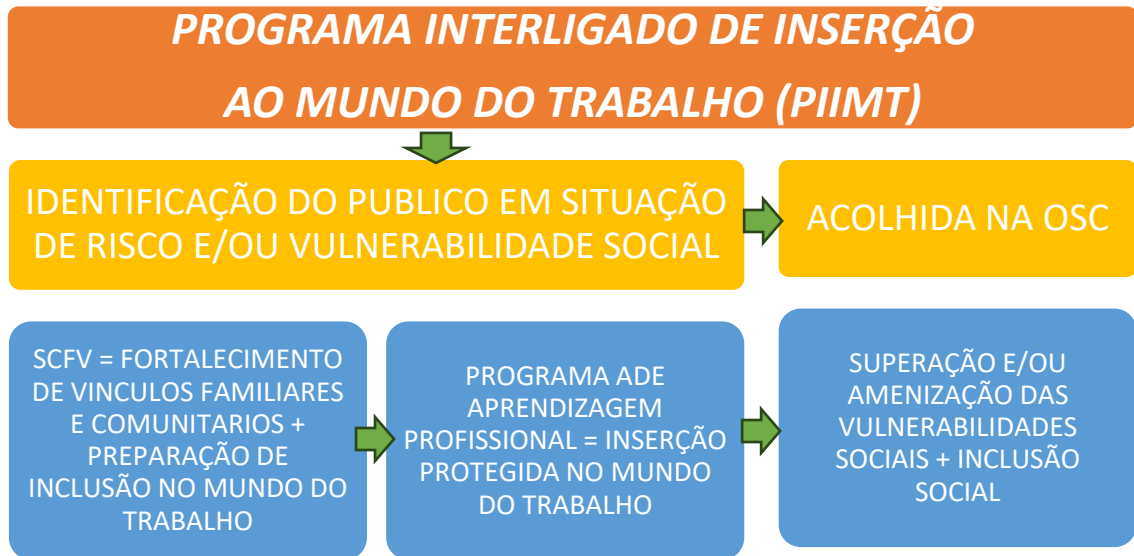 PROGRAMA INTERLIGADO DE INSERÇÃO
AO MUNDO DO TRABALHO (PIIMT)
IDENTIFICAÇÃO DO PUBLICO EM SITUAÇÃO
DE RISCO E/OU VULNERABILIDADE SOCIAL
ACOLHIDA NA OSC
SCFV = FORTALECIMENTO
DE VINCULOS FAMILIARES
E COMUNITARIOS +
PREPARAÇÃO DE
INCLUSÃO NO MUNDO DO
TRABALHO
PROGRAMA ADE
APRENDIZAGEM
PROFISSIONAL = INSERÇÃO
PROTEGIDA NO MUNDO
DO TRABALHO
SUPERAÇÃO E/OU
AMENIZAÇÃO DAS
VULNERABILIDADES
SOCIAIS + INCLUSÃO
SOCIAL